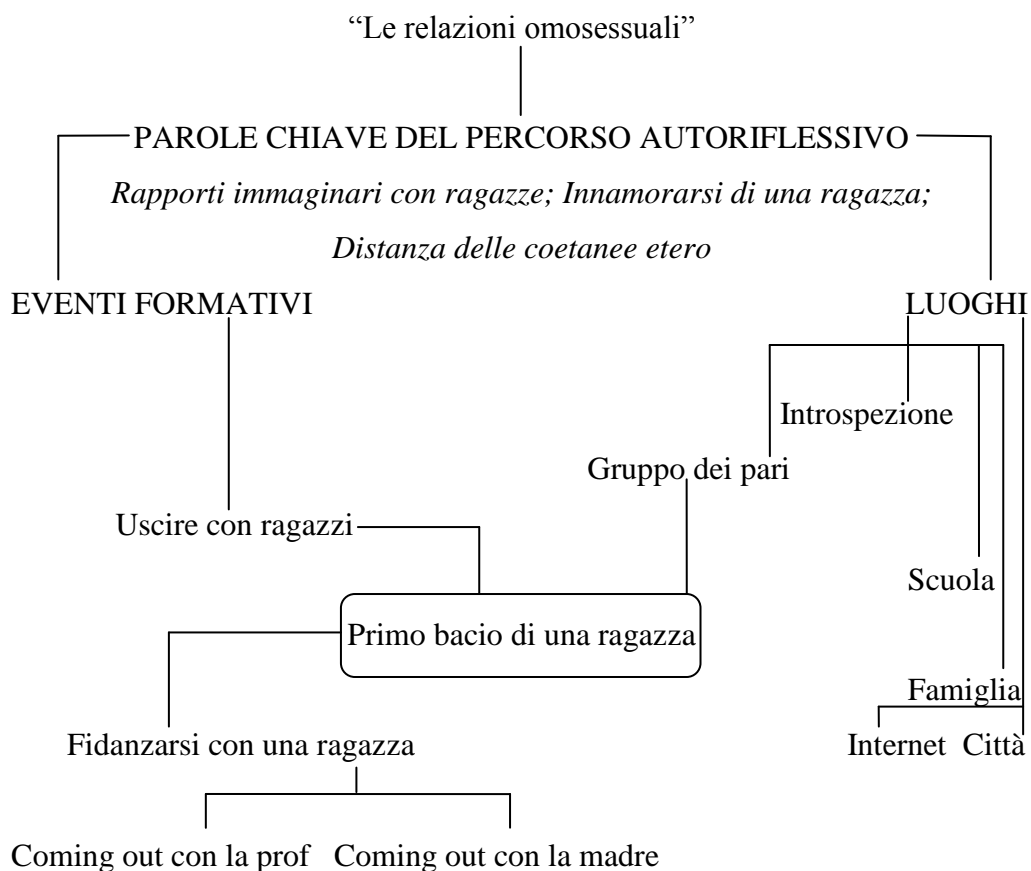 “Le relazioni omosessuali”
PAROLE CHIAVE DEL PERCORSO AUTORIFLESSIVO
Rapporti immaginari con ragazze; Innamorarsi di una ragazza;
Distanza delle coetanee etero
EVENTI FORMATIVI
LUOGHI
Introspezione
Gruppo dei pari
Uscire con ragazzi
Scuola
Primo bacio di una ragazza
Famiglia
Fidanzarsi con una ragazza
Internet Città
Coming out con la prof Coming out con la madre